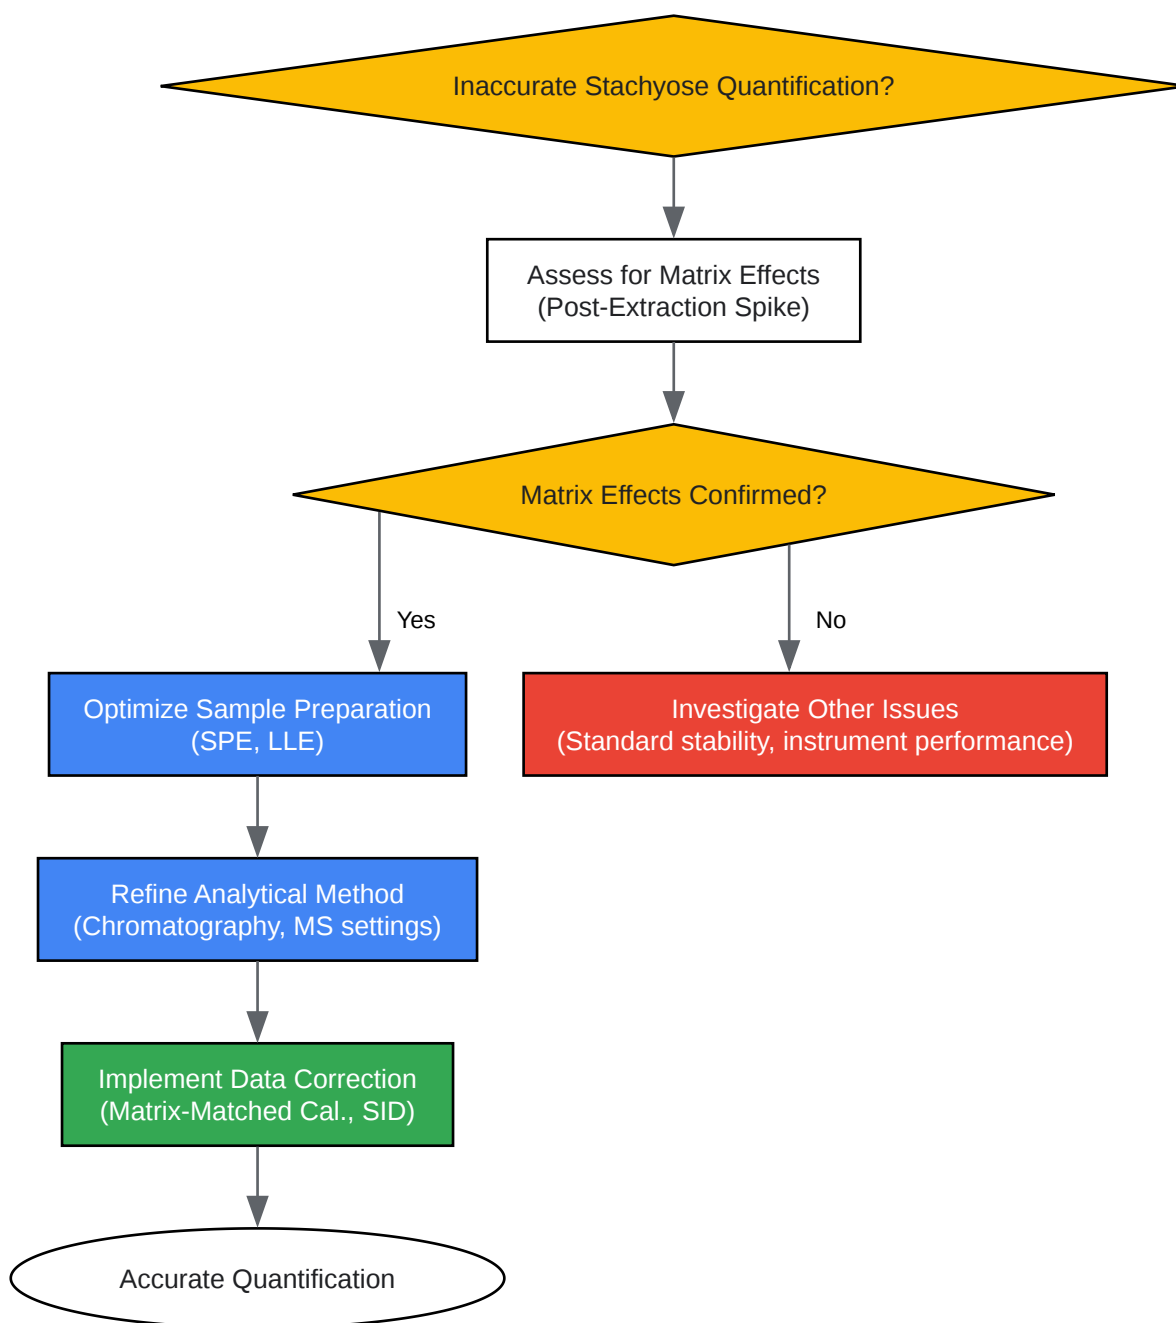 Inaccurate Stachyose Quantification?
Assess for Matrix Effects
(Post-Extraction Spike)
Matrix Effects Confirmed?
Yes
No
Optimize Sample Preparation
(SPE, LLE)
Investigate Other Issues
(Standard stability, instrument performance)
Refine Analytical Method
(Chromatography, MS settings)
Implement Data Correction
(Matrix-Matched Cal., SID)
Accurate Quantification